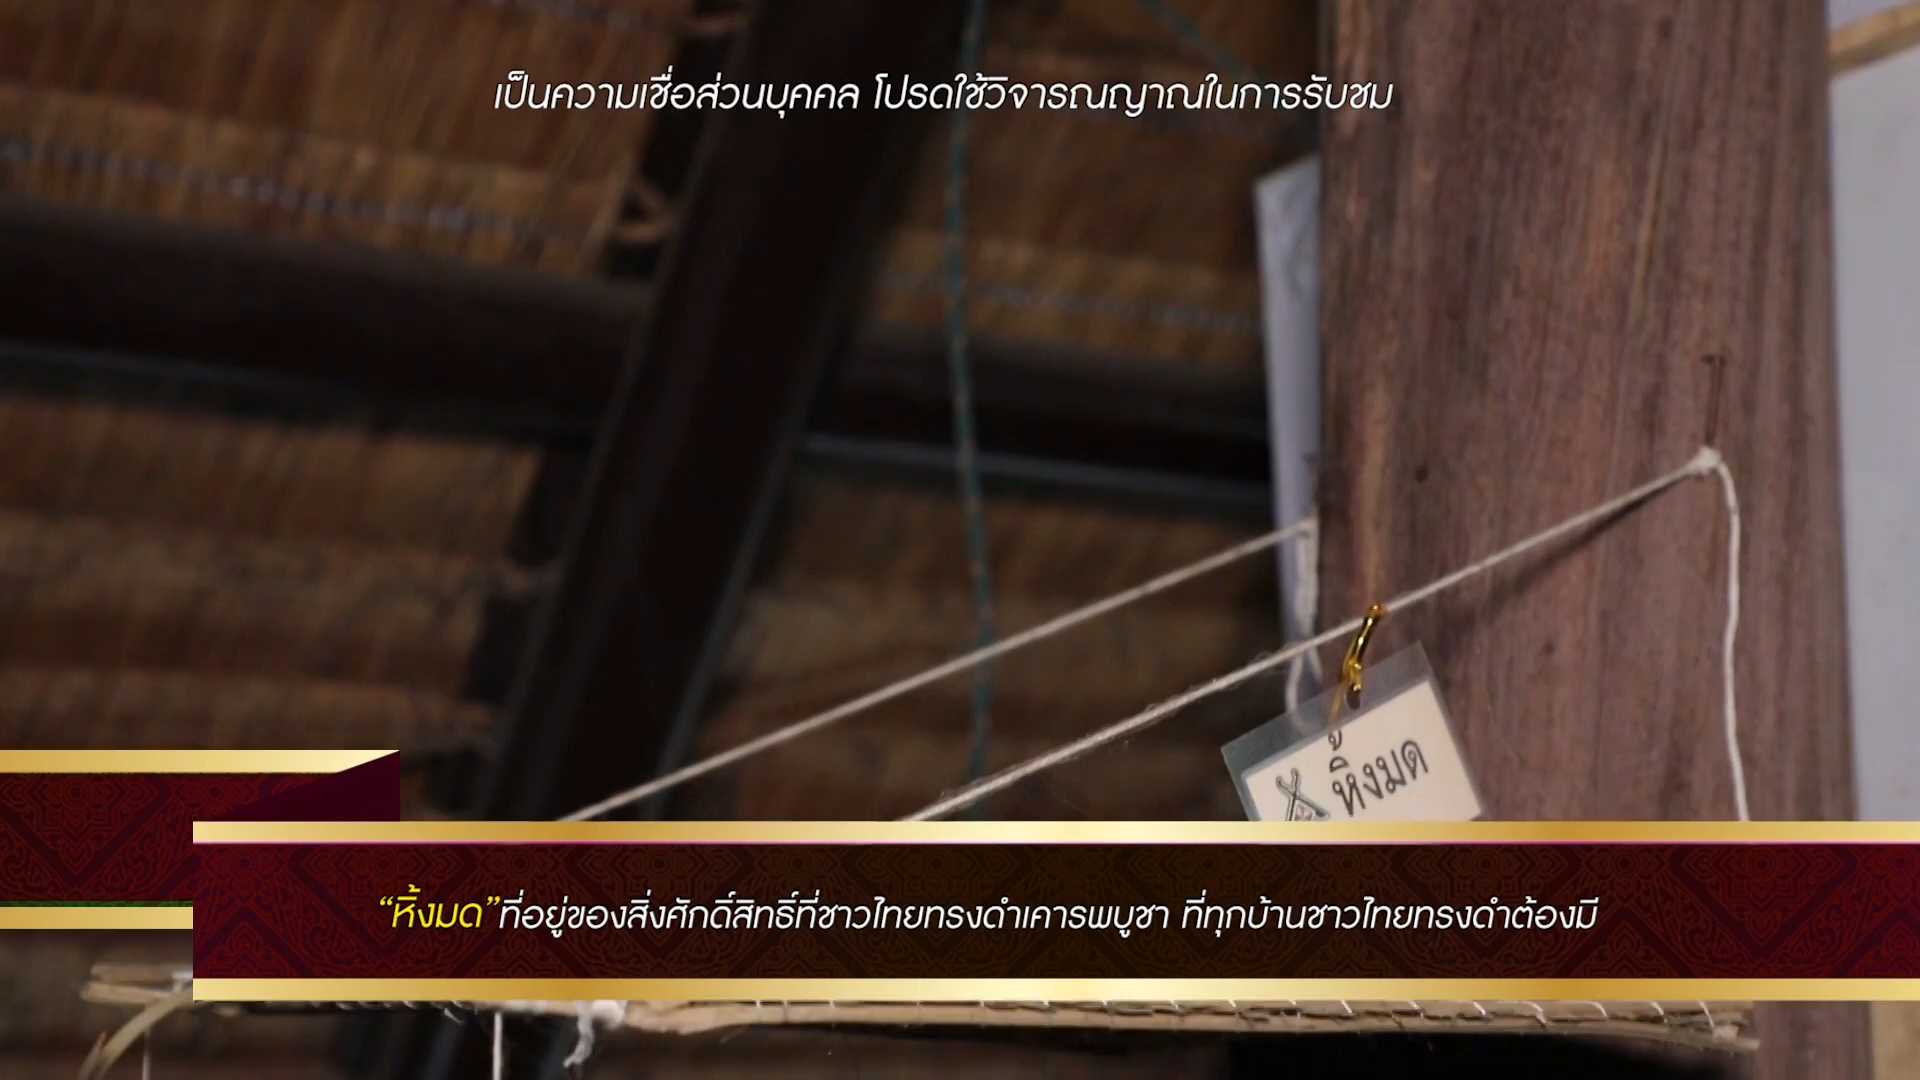 เป็นความเชื่อส่วนบุคคล โปรดใช้วิจารณญาณในการรับชม
หิ้งมด
“หิ้งมด”ที่อยู่ของสิ่งศักดิ์สิทธิ์ที่ชาวไทยทรงดำเคารพบูชา ที่ทุกบ้านชาวไทยทรงดำต้องมี